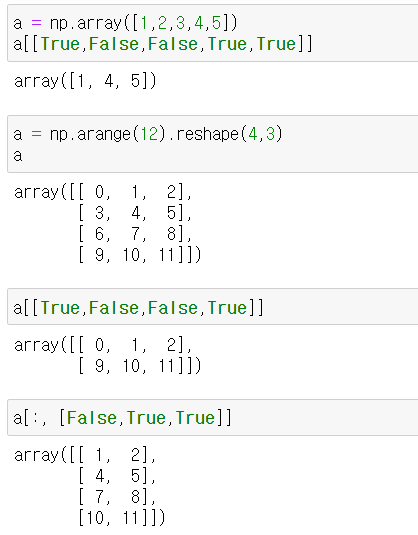 a = np.array([1,2,3,4,5])
a[[True,False,False,True,True]]
array([1, 4, 5])
a = np.arange(12).reshape(4,3)
a
array([[ 0,  1,  2],
       [ 3,  4,  5],
       [ 6,  7,  8],
       [ 9, 10, 11]])
a[[True,False,False,True]]
array([[ 0,  1,  2],
       [ 9, 10, 11]])
a[:, [False,True,True]]
array([[ 1,  2],
       [ 4,  5],
       [ 7,  8],
       [10, 11]])